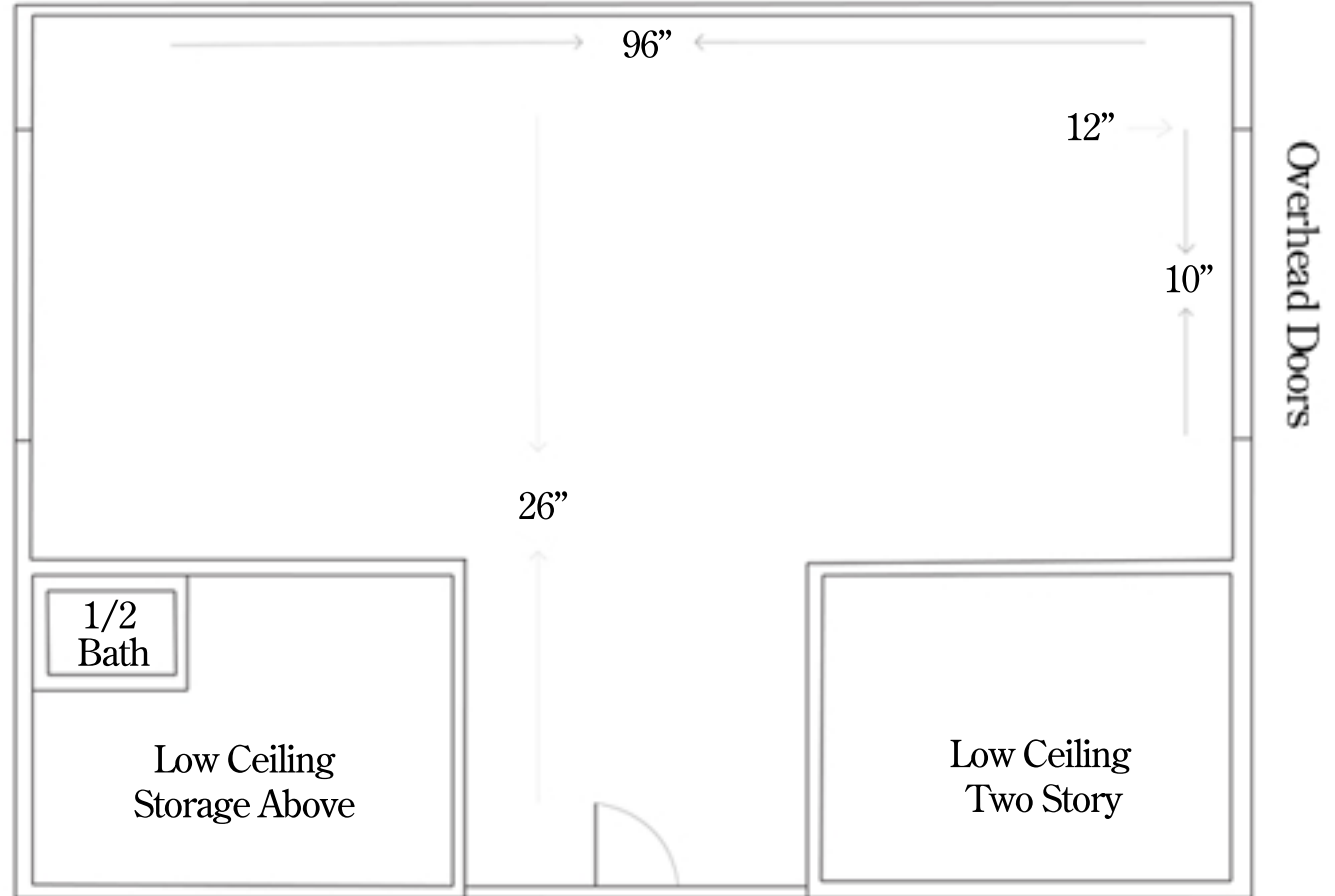 96”
12”
Overhead Doors
10”
26”
1/2
Bath
Low Ceiling
Storage Above
Low Ceiling
Two Story